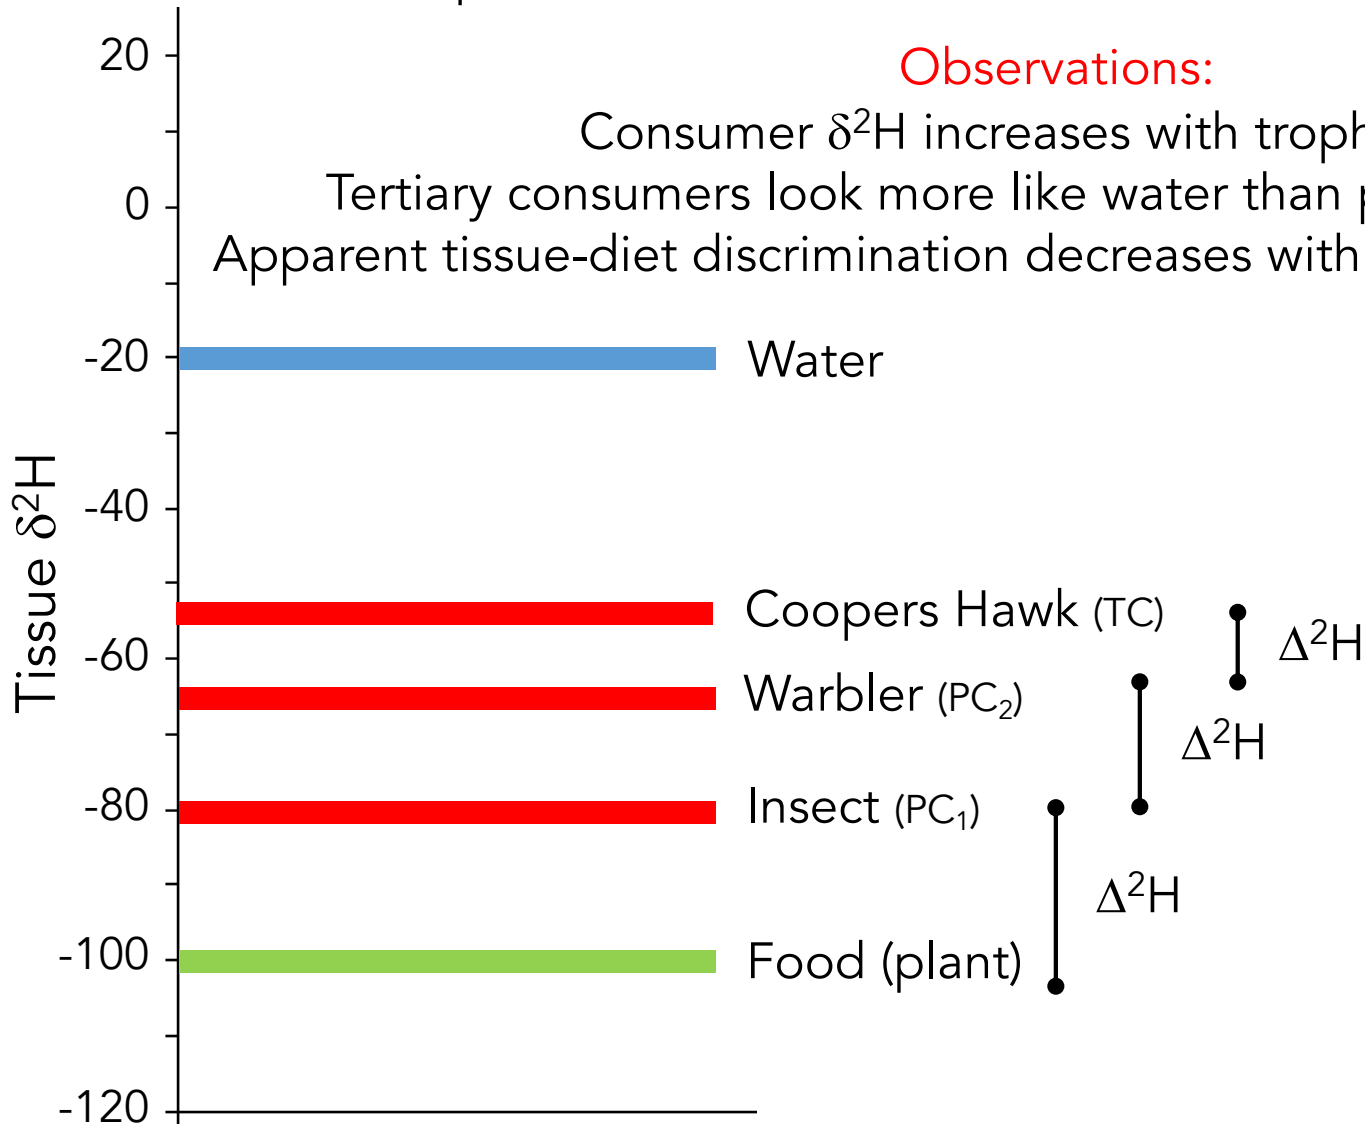 20
Observations:
Consumer δ²H increases with troph
0
Tertiary consumers look more like water than
Apparent tissue-diet discrimination decreases with
-20
Water
Tissue δ²H
-40
Coopers Hawk (TC)
Δ²H
-60
Warbler (PC₂)
Δ²H
-80
Insect (PC₁)
Δ²H
-100
Food (plant)
-120